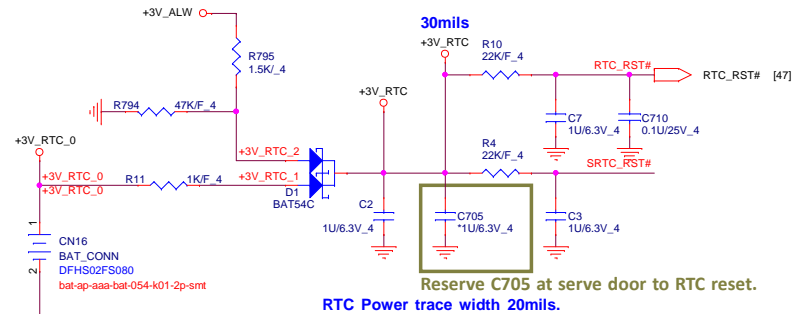 +3V_ALW
30mils
R795
1.5K/_4
+3V_RTC
R10
22K/F_4
RTC_RST#
RTC_RST# [47]
R794
47K/F_4
+3V_RTC
C7
1U/6.3V_4
C710
0.1U/25V_4
+3V_RTC_0
+3V_RTC_2
R4
22K/F_4
SRTC_RST#
+3V_RTC_0
+3V_RTC_0
R11
1K/F_4
+3V_RTC_1
D1
BAT54C
C2
1U/6.3V_4
C705
*1U/6.3V_4
C3
1U/6.3V_4
1
CN16
BAT_CONN
2
DFHS02FS080
bat-ap-aaa-bat-054-k01-2p-smt
Reserve C705 at serve door to RTC reset.
RTC Power trace width 20mils.